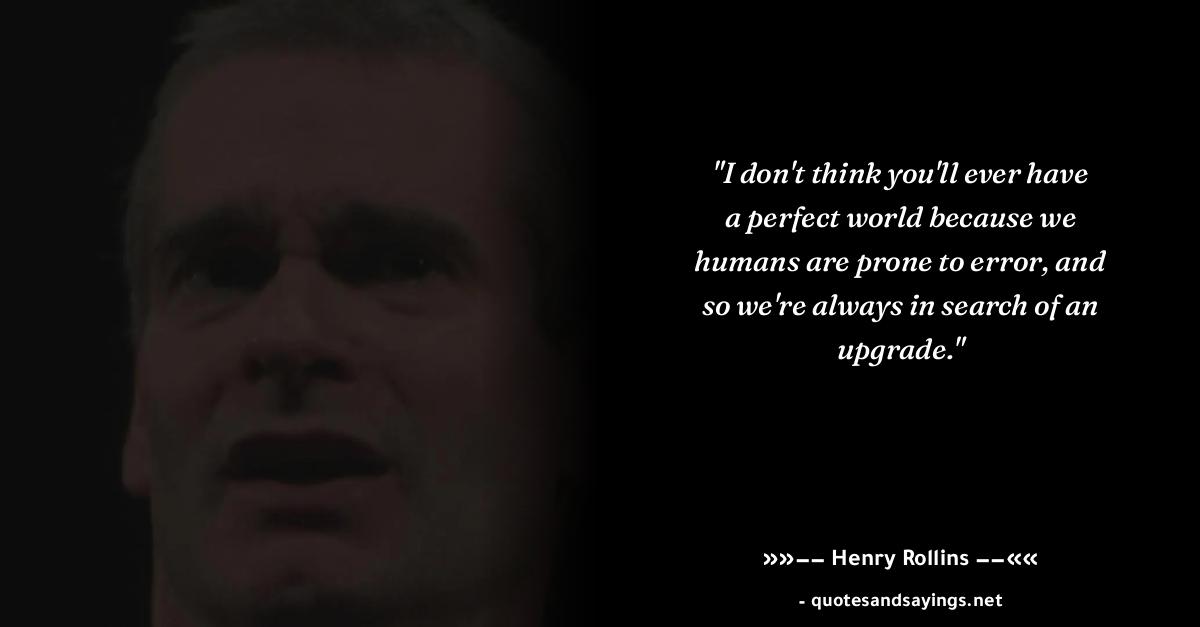 "I don't think you'll ever have
a perfect world because we
humans are prone to error, and
so we're always in search of an
upgrade."
»»–– Henry Rollins ––««
- quotesandsayings.net